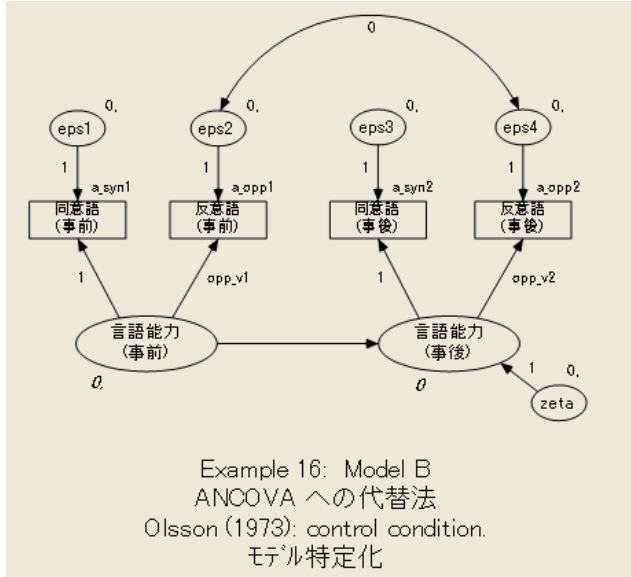 0
0,
0,
0,
0,
eps1
eps2
eps3
eps4
1
1
1
1
a_syn1
a_opp1
a_syn2
a_opp2
同意語
(事前)
反意語
(事前)
同意語
(事後)
反意語
(事後)
1
opp_v1
1
opp_v2
言語能力
(事前)
言語能力
(事後)
0,
0
1
0,
zeta
Example 16: Model B
ANCOVA への代替法
Olsson (1973): control condition.
モデル特定化